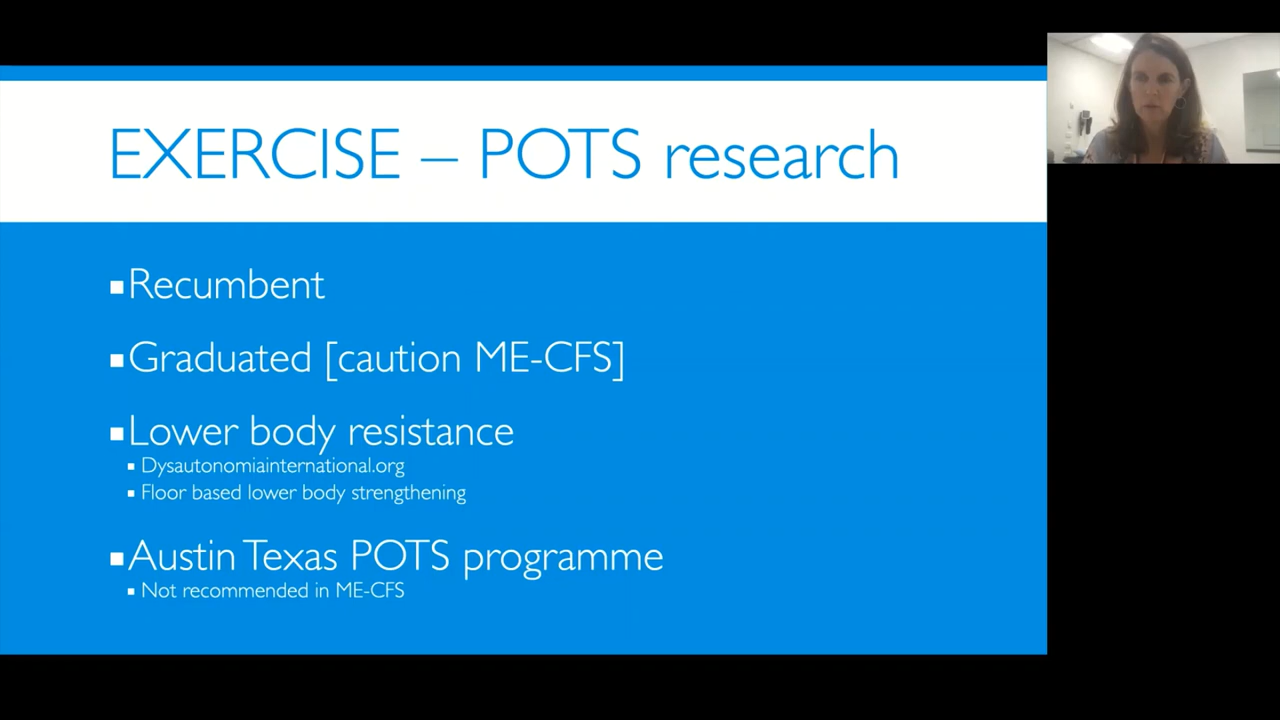 EXERCISE – POTS research
▪Recumbent
▪Graduated [caution ME-CFS]
▪Lower body resistance
▪ Dysautonomiainternational.org
▪ Floor based lower body strengthening
▪Austin Texas POTS programme
▪ Not recommended in ME-CFS